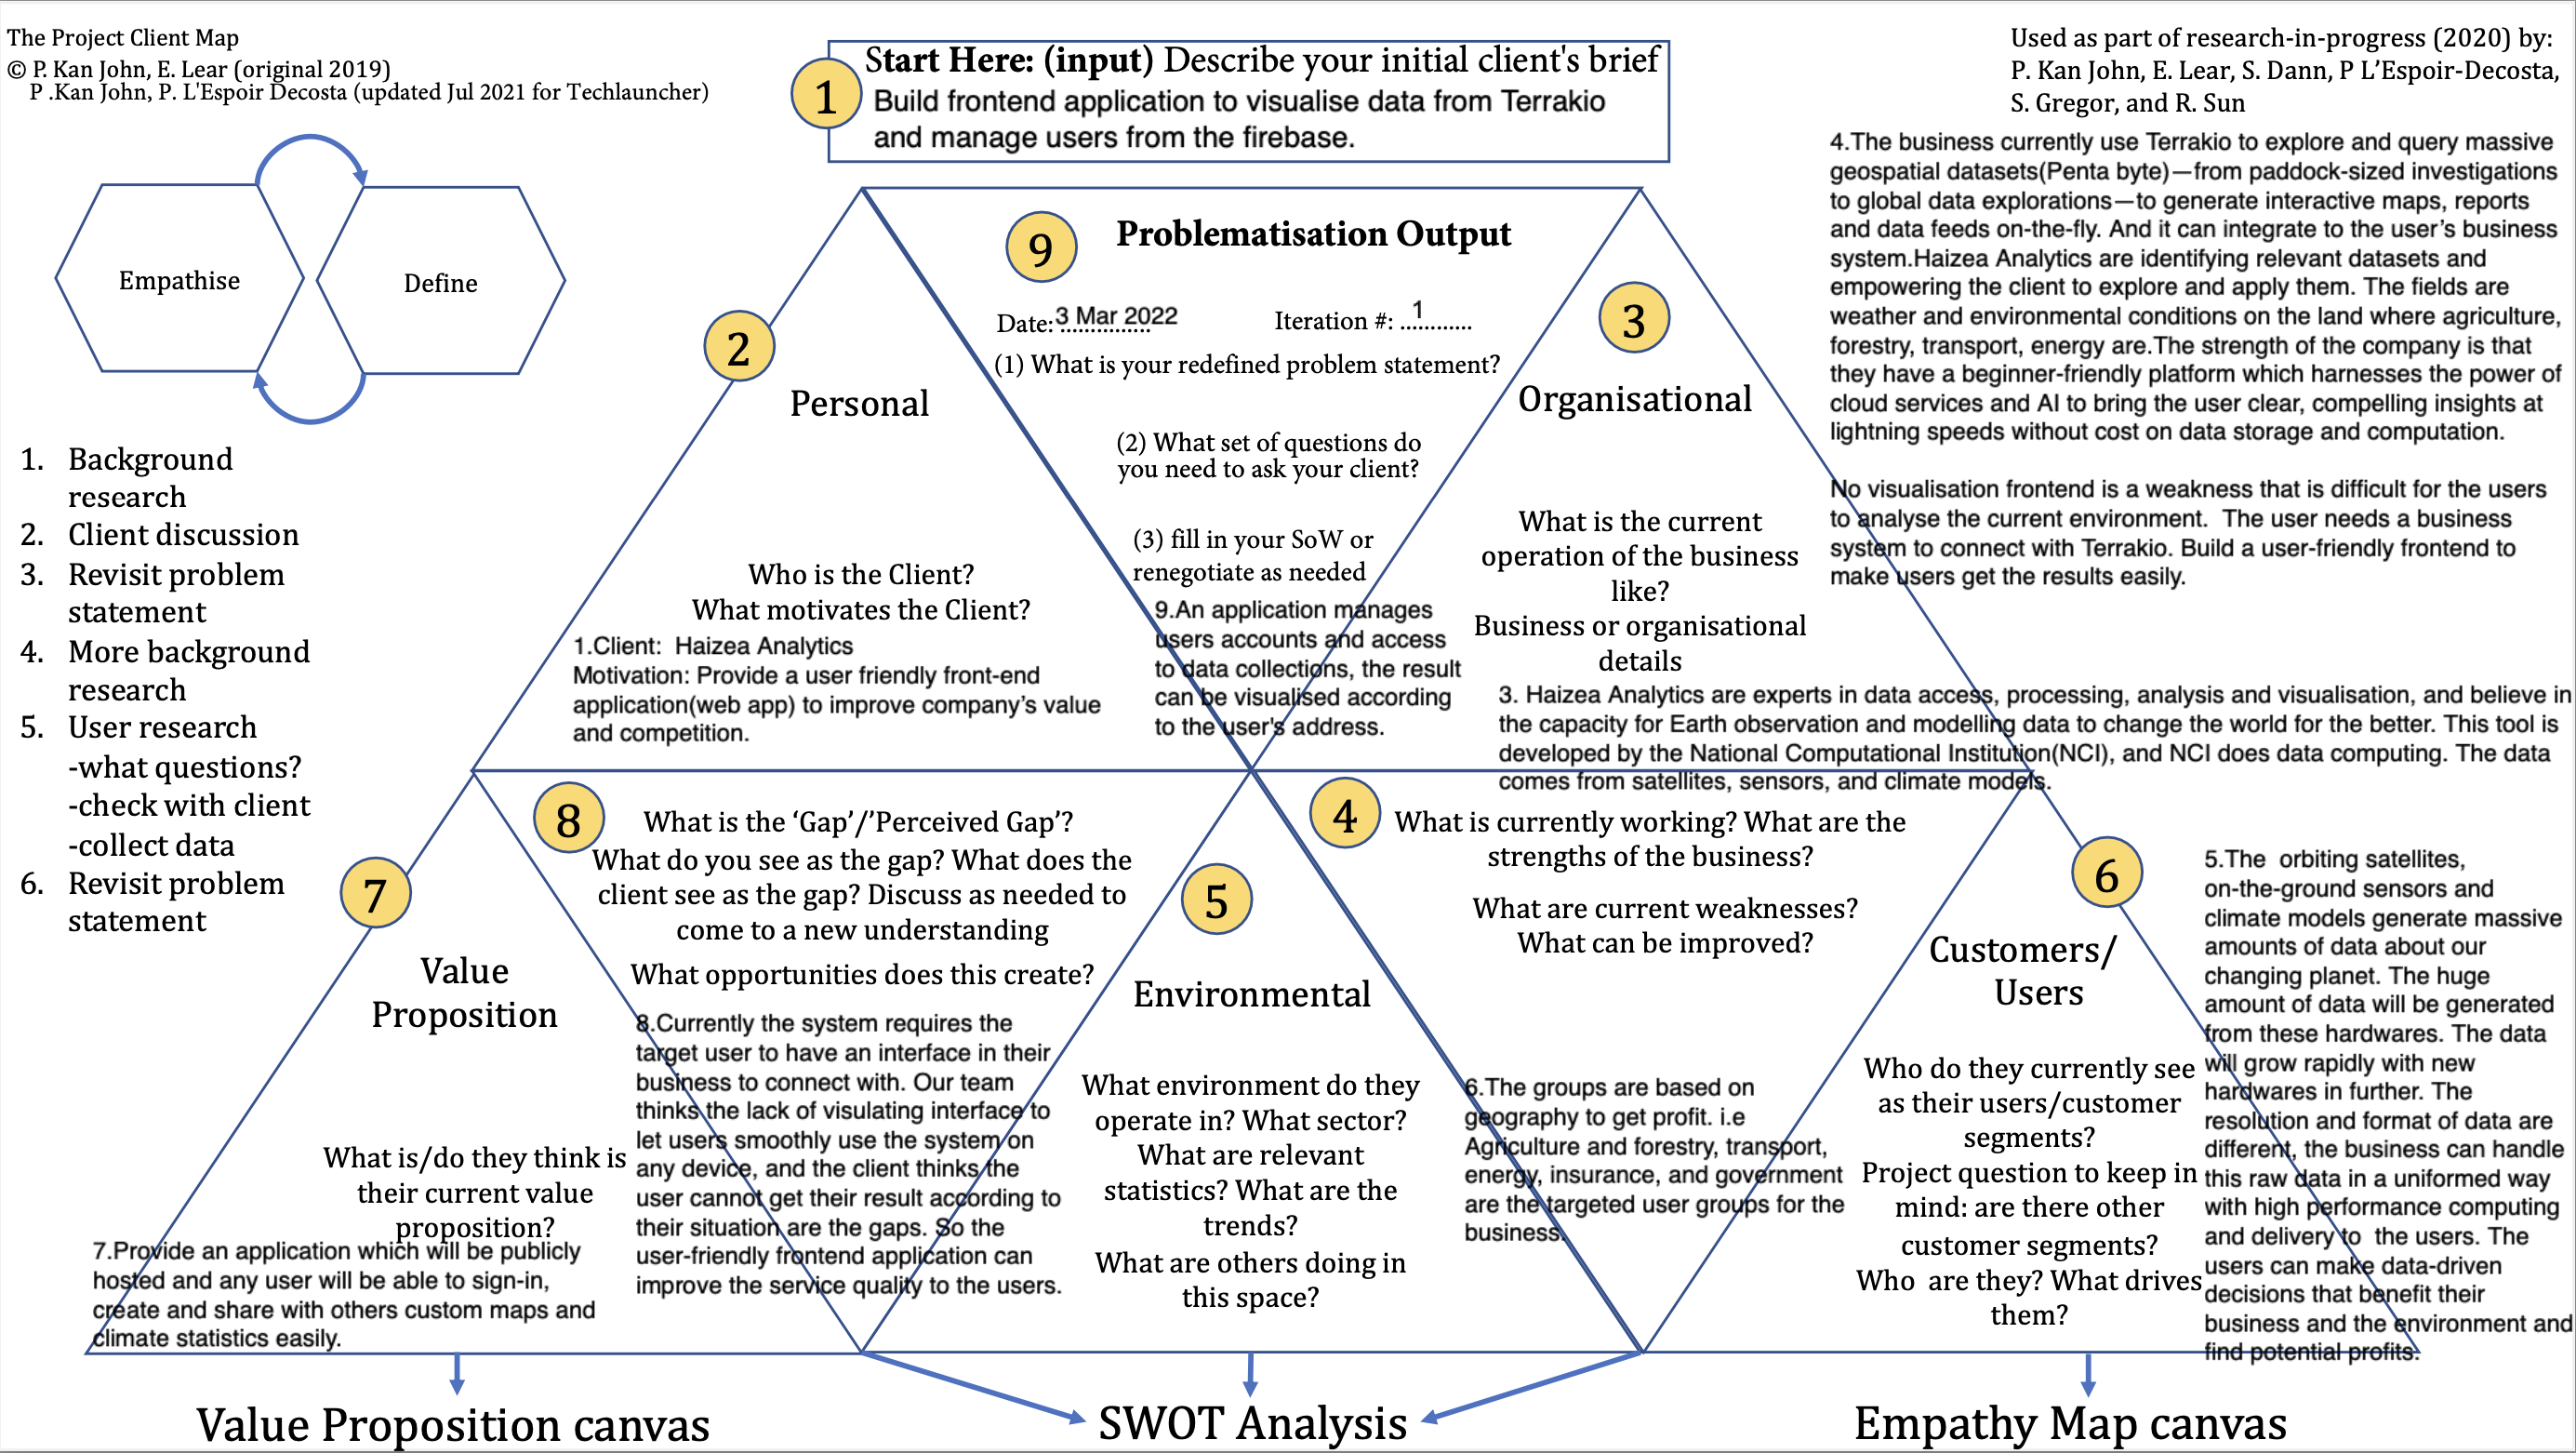 The Project Client Map
© P. Kan John, E. Lear (original 2019)
P .Kan John, P. L'Espoir Decosta (updated Jul 2021 for Techlauncher)
Used as part of research-in-progress (2020) by:
P. Kan John, E. Lear, S. Dann, P L’Espoir-Decosta,
S. Gregor, and R. Sun
1
Start Here: (input) Describe your initial client's brief
Build frontend application to visualise data from Terrakio
and manage users from the firebase.
Empathise
Define
1. Background
research
2. Client discussion
3. Revisit problem
statement
4. More background
research
5. User research
-what questions?
-check with client
-collect data
6. Revisit problem
statement
2
Personal
Who is the Client?
What motivates the Client?
1.Client: Haizea Analytics
Motivation: Provide a user friendly front-end
application(web app) to improve company’s value
and competition.
9
Problematisation Output
Date: 3 Mar 2022
Iteration #: 1
(1) What is your redefined problem statement?
(2) What set of questions do
you need to ask your client?
(3) fill in your SoW or
renegotiate as needed
9.An application manages
users accounts and access
to data collections, the result
can be visualised according
to the user's address.
3
Organisational
What is the current
operation of the business
like?
Business or organisational
details
3. Haizea Analytics are experts in data access, processing, analysis and visualisation, and believe in
the capacity for Earth observation and modelling data to change the world for the better. This tool is
developed by the National Computational Institution(NCI), and NCI does data computing. The data
comes from satellites, sensors, and climate models.
4.The business currently use Terrakio to explore and query massive
geospatial datasets(Penta byte)—from paddock-sized investigations
to global data explorations—to generate interactive maps, reports
and data feeds on-the-fly. And it can integrate to the user’s business
system.Haizea Analytics are identifying relevant datasets and
empowering the client to explore and apply them. The fields are
weather and environmental conditions on the land where agriculture,
forestry, transport, energy are.The strength of the company is that
they have a beginner-friendly platform which harnesses the power of
cloud services and AI to bring the user clear, compelling insights at
lightning speeds without cost on data storage and computation.
No visualisation frontend is a weakness that is difficult for the users
to analyse the current environment. The user needs a business
system to connect with Terrakio. Build a user-friendly frontend to
make users get the results easily.
7
Value
Proposition
What is/do they think is
their current value
proposition?
7.Provide an application which will be publicly
hosted and any user will be able to sign-in,
create and share with others custom maps and
climate statistics easily.
8
What is the ‘Gap’/’Perceived Gap’?
What do you see as the gap? What does the
client see as the gap? Discuss as needed to
come to a new understanding
What opportunities does this create?
8.Currently the system requires the
target user to have an interface in their
business to connect with. Our team
thinks the lack of visulating interface to
let users smoothly use the system on
any device, and the client thinks the
user cannot get their result according to
their situation are the gaps. So the
user-friendly frontend application can
improve the service quality to the users.
5
Environmental
What environment do they
operate in? What sector?
What are relevant
statistics? What are the
trends?
What are others doing in
this space?
4
What is currently working? What are the
strengths of the business?
What are current weaknesses?
What can be improved?
6.The groups are based on
geography to get profit. i.e
Agriculture and forestry, transport,
energy, insurance, and government
are the targeted user groups for the
business.
6
Customers/
Users
Who do they currently see
as their users/customer
segments?
Project question to keep in
mind: are there other
customer segments?
Who are they? What drives
them?
5.The orbiting satellites,
on-the-ground sensors and
climate models generate massive
amounts of data about our
changing planet. The huge
amount of data will be generated
from these hardwares. The data
will grow rapidly with new
hardwares in further. The
resolution and format of data are
different, the business can handle
this raw data in a uniformed way
with high performance computing
and delivery to the users. The
users can make data-driven
decisions that benefit their
business and the environment and
find potential profits.
Value Proposition canvas
SWOT Analysis
Empathy Map canvas